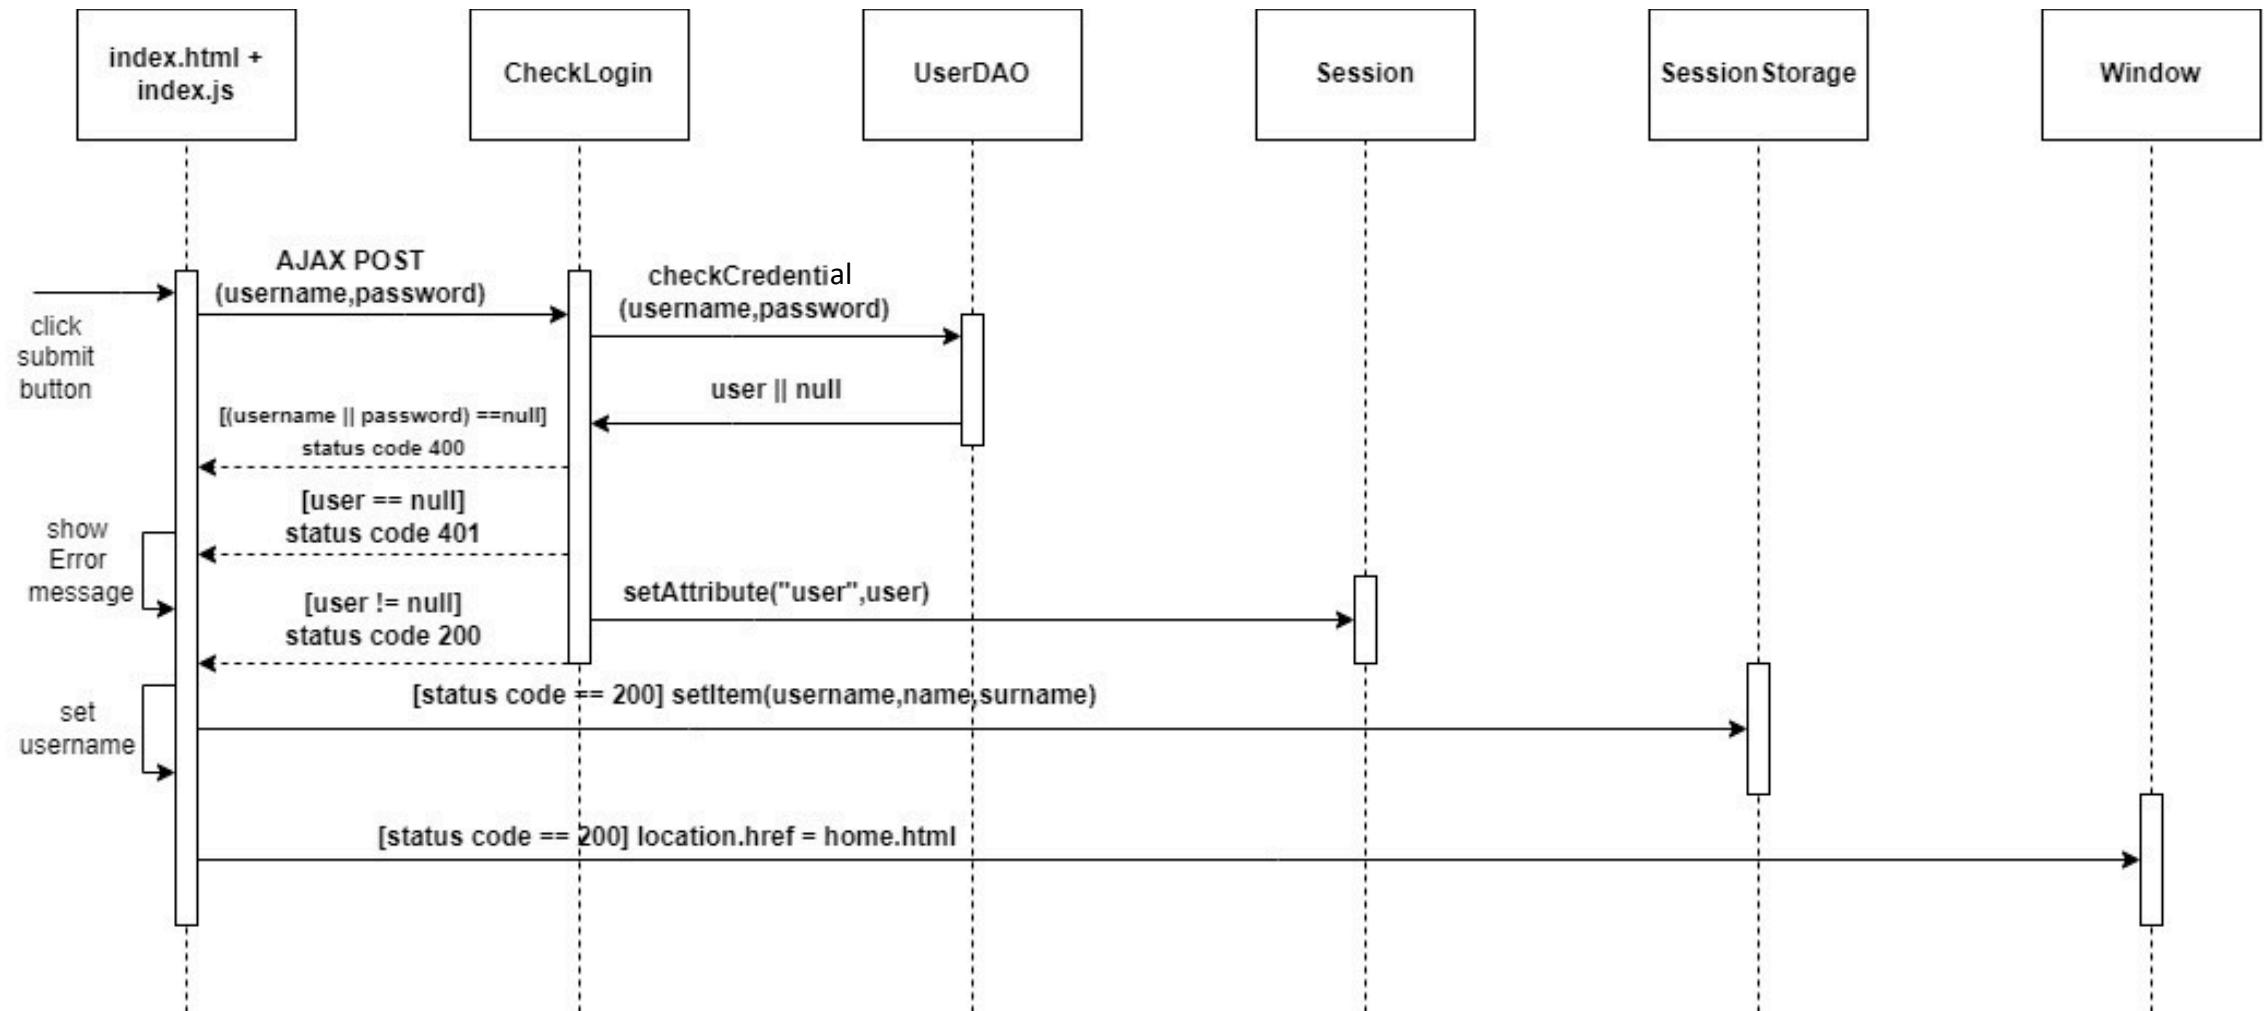 index.html +
index.js
CheckLogin
UserDAO
Session
SessionStorage
Window
AJAX POST
(username,password)
checkCredential
(username,password)
click
submit
button
user || null
[(username || password) ==null]
status code 400
[user == null]
status code 401
show
Error
message
setAttribute("user",user)
[user != null]
status code 200
[status code == 200] setItem(username,name,surname)
set
username
[status code == 200] location.href = home.html